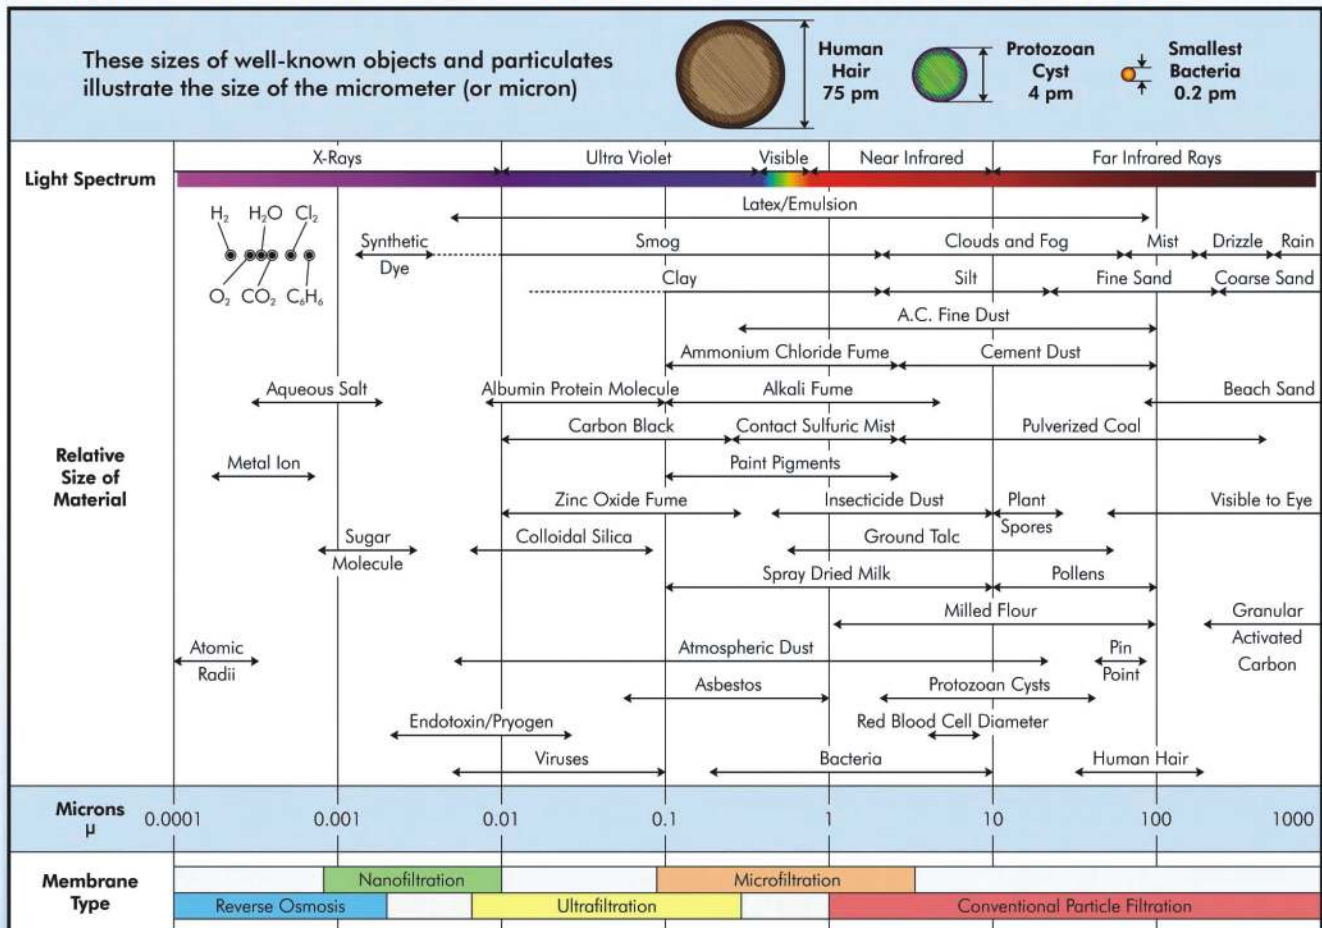 These sizes of well-known objects and particulates
illustrate the size of the micrometer (or micron)
Human
Hair
75 pm
Protozoan
Cyst
4 pm
Smallest
Bacteria
0.2 pm
Light Spectrum
X-Rays
Ultra Violet
Visible
Near Infrared
Far Infrared Rays
Relative
Size of
Material
Latex/Emulsion
H₂ H₂O Cl₂
O₂ CO₂ C₆H₆
Synthetic
Dye
Smog
Clouds and Fog
Mist
Drizzle
Rain
Clay
Silt
Fine Sand
Coarse Sand
A.C. Fine Dust
Ammonium Chloride Fume
Cement Dust
Aqueous Salt
Albumin Protein Molecule
Alkali Fume
Beach Sand
Carbon Black
Contact Sulfuric Mist
Pulverized Coal
Metal Ion
Paint Pigments
Zinc Oxide Fume
Insecticide Dust
Plant
Spores
Visible to Eye
Sugar
Molecule
Colloidal Silica
Ground Talc
Spray Dried Milk
Pollens
Milled Flour
Granular
Activated
Carbon
Atomic
Radii
Atmospheric Dust
Pin
Point
Asbestos
Protozoan Cysts
Endotoxin/Pryogen
Red Blood Cell Diameter
Viruses
Bacteria
Human Hair
Microns
μ
0.0001
0.001
0.01
0.1
1
10
100
1000
Membrane
Type
Nanofiltration
Microfiltration
Reverse Osmosis
Ultrafiltration
Conventional Particle Filtration